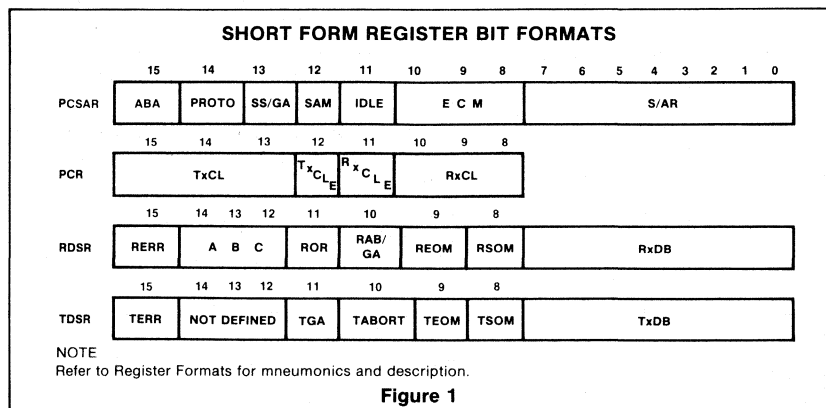 SHORT FORM REGISTER BIT FORMATS
15 14 13 12 11 10 9 8 7 6 5 4 3 2 1 0
PCSAR ABA PROTO SS/GA SAM IDLE E C M S/AR
15 14 13 12 11 10 9 8
PCR TxCL TxCLE RxCLE RxCL
15 14 13 12 11 10 9 8
RDSR RERR A B C ROR RAB/GA REOM RSOM RxDB
15 14 13 12 11 10 9 8
TDSR TERR NOT DEFINED TGA TABORT TEOM TSOM TxDB
NOTE
Refer to Register Formats for mneumonics and description.
Figure 1